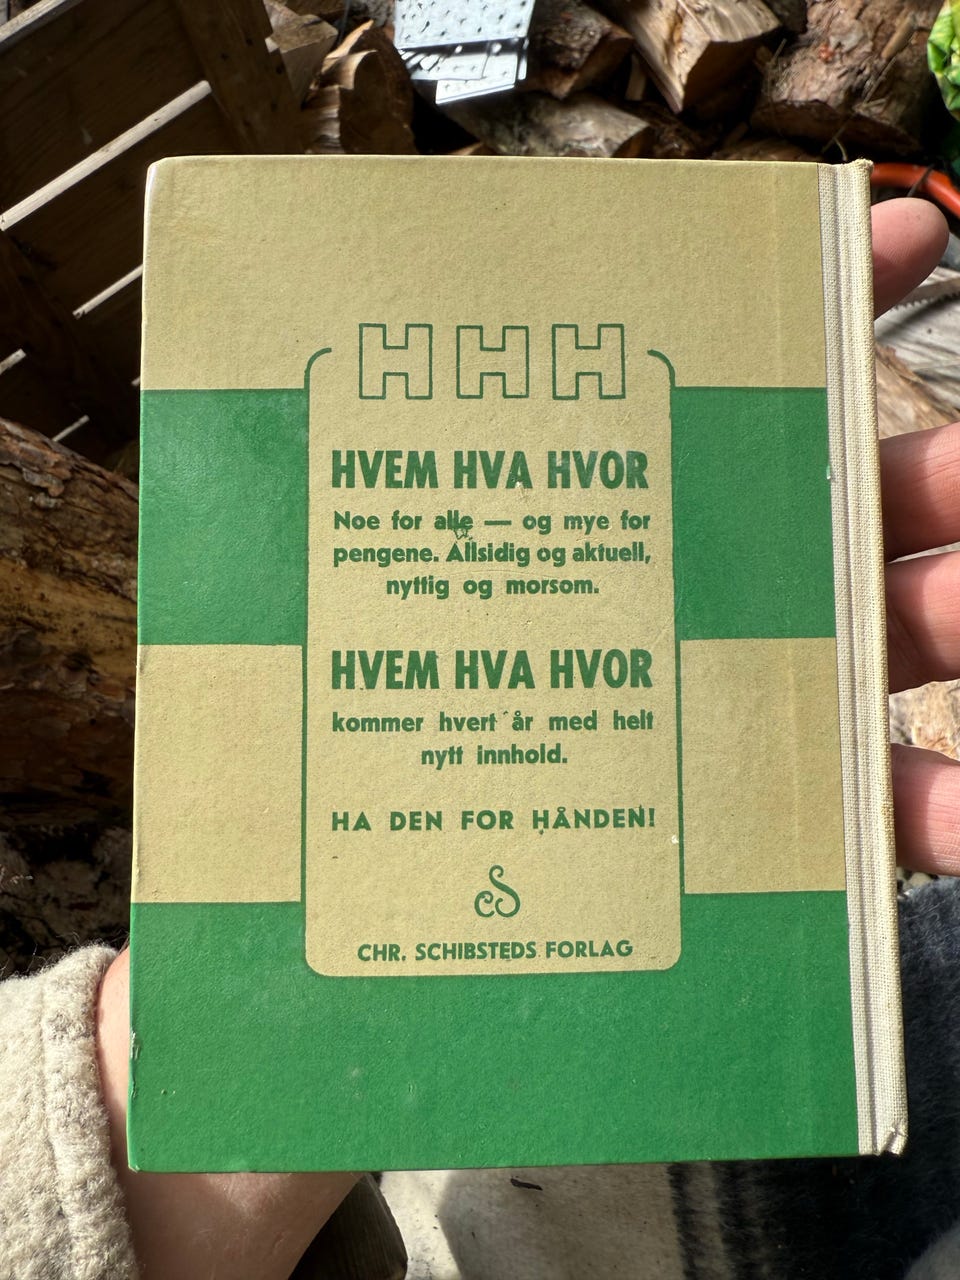 HHH
HVEM HVA HVOR
Noe for alle — og mye for
pengene. Allsidig og aktuell,
nyttig og morsom.
HVEM HVA HVOR
kommer hvert år med helt
nytt innhold.
HA DEN FOR HÅNDEN!
CS
CHR. SCHIBSTEDS FORLAG